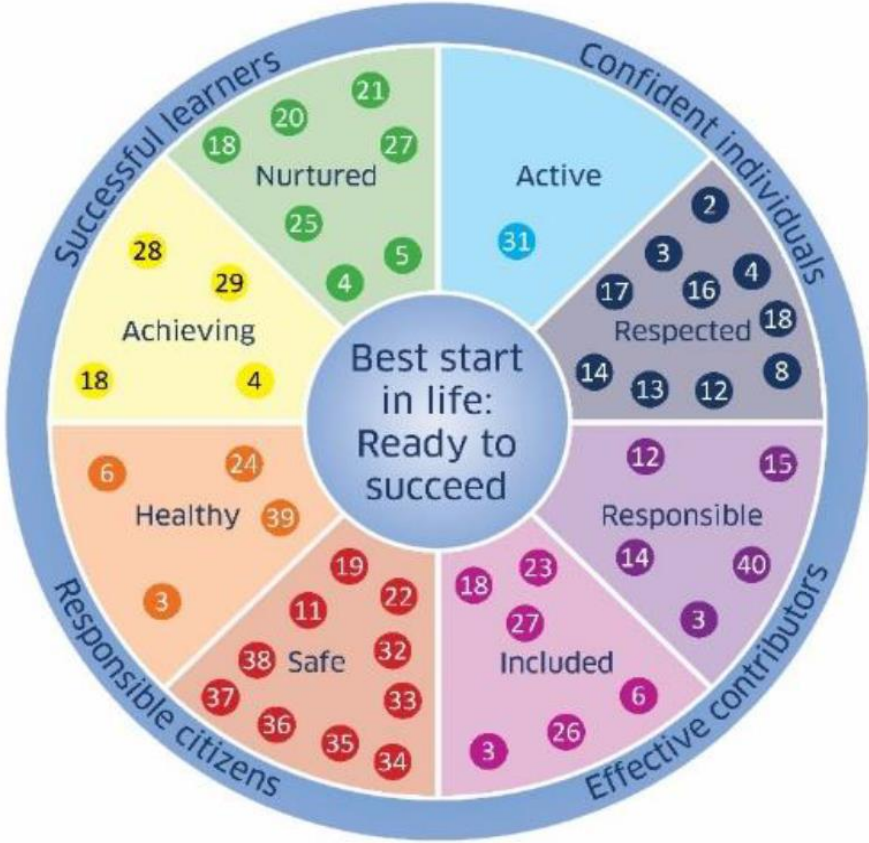 Successful learners
Confident individuals
21
20
18
27
Nurtured
25
5
4
Active
31
2
3
4
17
16
18
Respected
14
13
12
8
28
29
Achieving
18
4
Best start
in life:
Ready to
succeed
6
24
Healthy
39
3
12
15
Responsible
14
40
3
19
11
22
38
Safe
32
37
33
36
35
34
18
23
27
Included
6
26
3
Responsible citizens
Effective contributors